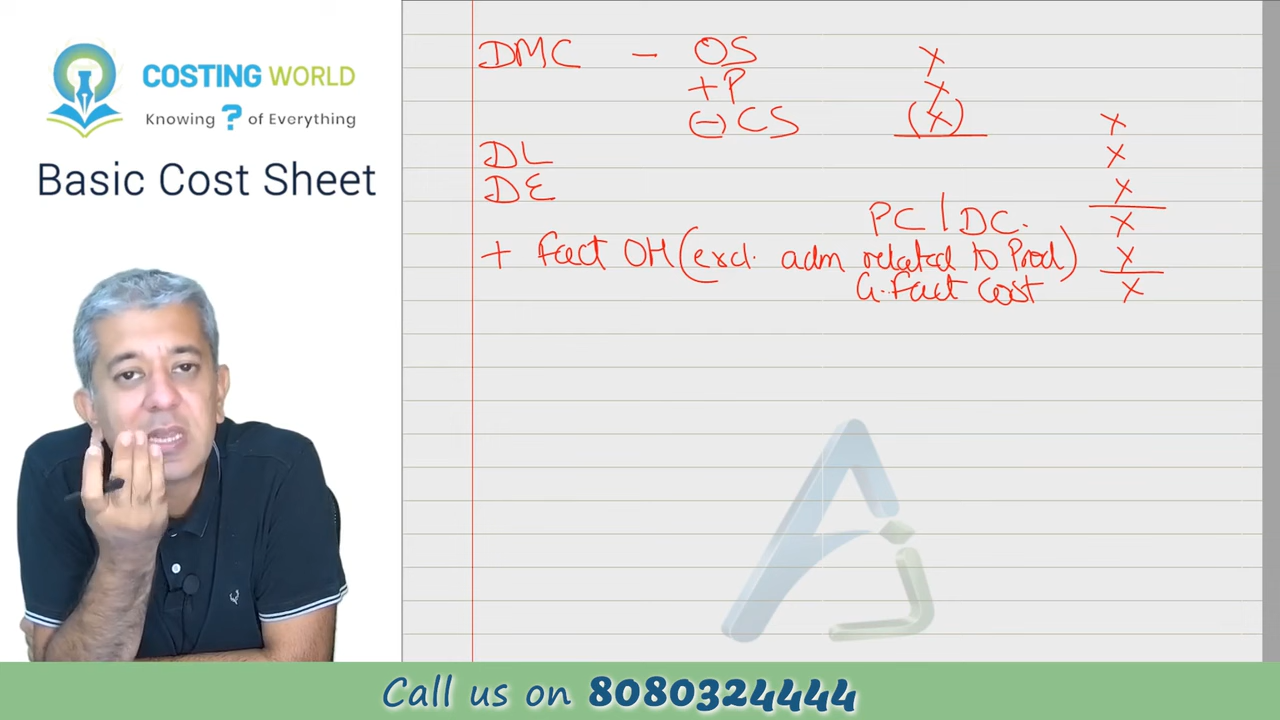 COSTING WORLD
Knowing ? of Everything
Basic Cost Sheet
DMC - OS X
+ P X
(-) CS (X) X
DL X
DE X
PC / DC. X
+ Fact OH (excl. adm related to Prod) X
G. Fact Cost X
Call us on 8080324444